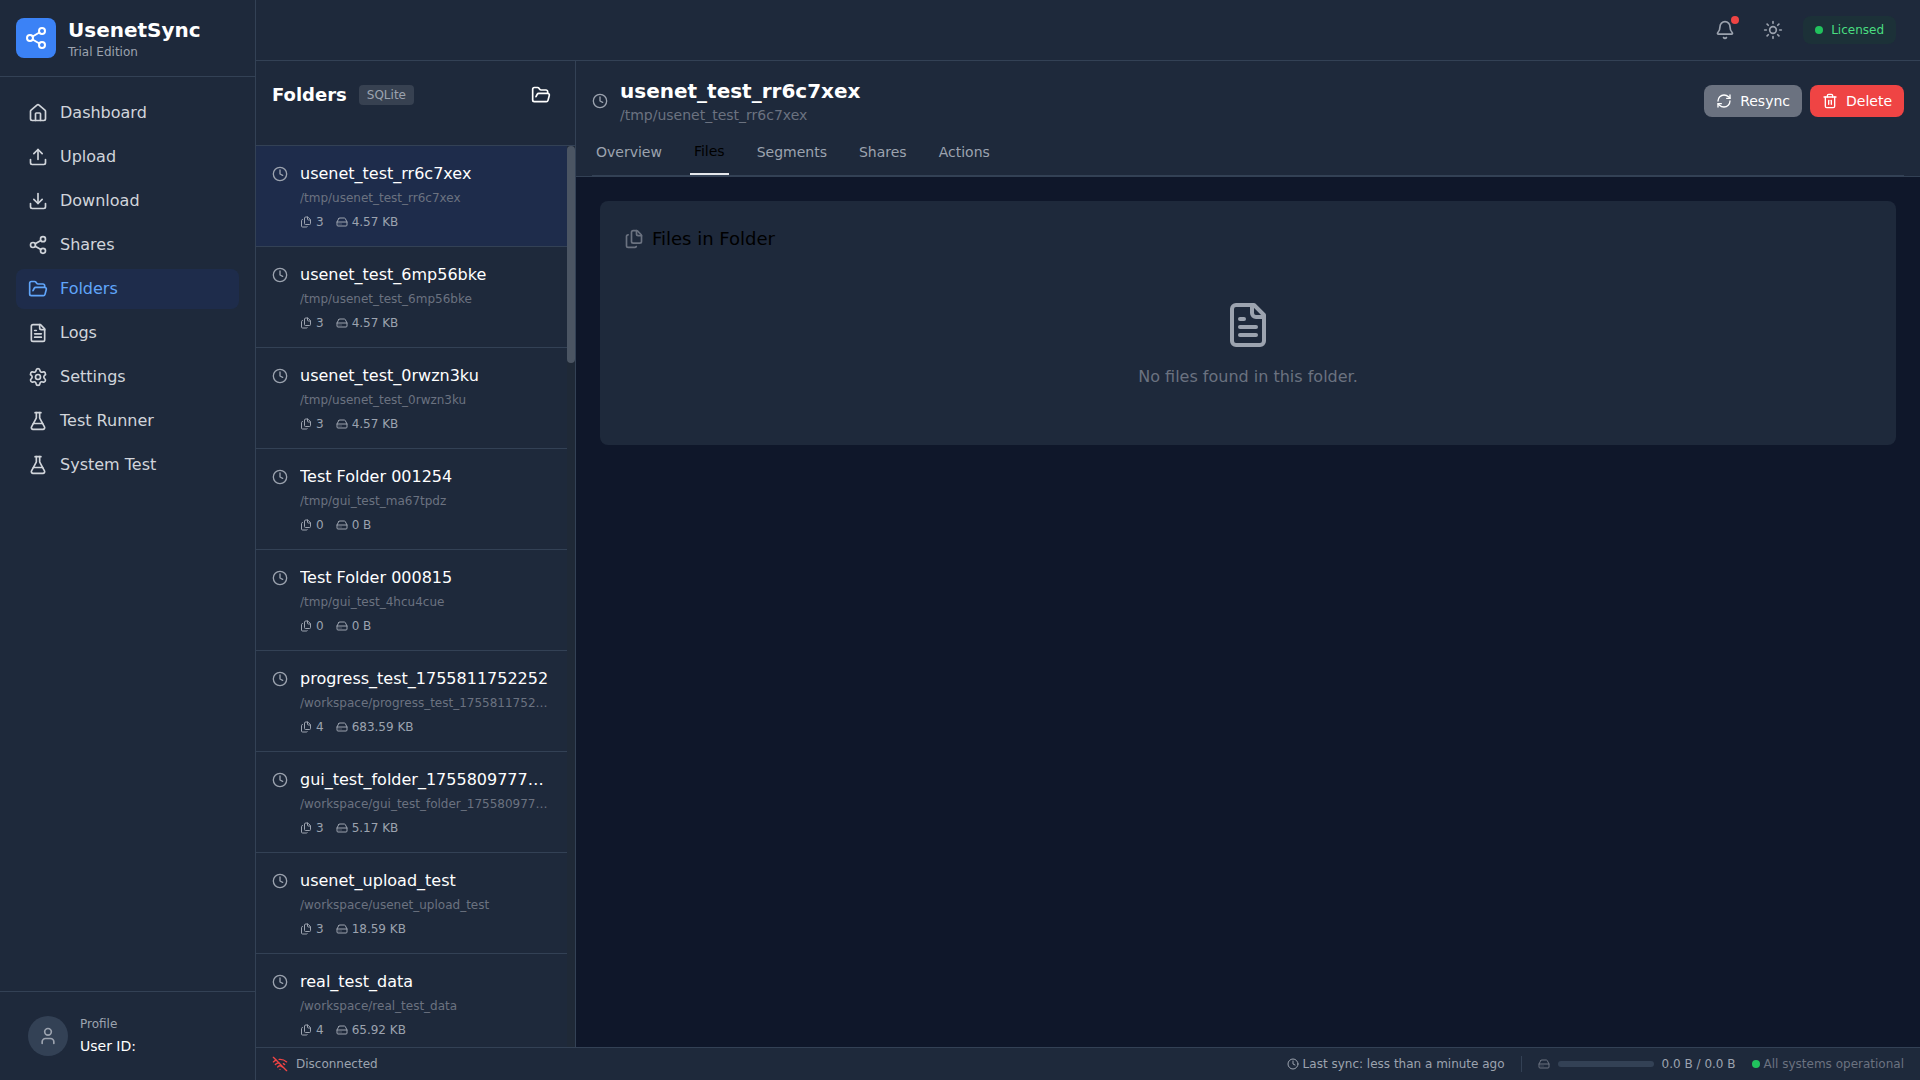 UsenetSync
Trial Edition
Dashboard
Upload
Download
Shares
Folders
Logs
Settings
Test Runner
System Test
Profile
User ID:
Licensed
Folders
SQLite
usenet_test_rr6c7xex
/tmp/usenet_test_rr6c7xex
3 4.57 KB
usenet_test_6mp56bke
/tmp/usenet_test_6mp56bke
3 4.57 KB
usenet_test_0rwzn3ku
/tmp/usenet_test_0rwzn3ku
3 4.57 KB
Test Folder 001254
/tmp/gui_test_ma67tpdz
0 0 B
Test Folder 000815
/tmp/gui_test_4hcu4cue
0 0 B
progress_test_1755811752252
/workspace/progress_test_1755811752...
4 683.59 KB
gui_test_folder_1755809777...
/workspace/gui_test_folder_175580977...
3 5.17 KB
usenet_upload_test
/workspace/usenet_upload_test
3 18.59 KB
real_test_data
/workspace/real_test_data
4 65.92 KB
usenet_test_rr6c7xex
/tmp/usenet_test_rr6c7xex
Resync
Delete
Overview Files Segments Shares Actions
Files in Folder
No files found in this folder.
Disconnected
Last sync: less than a minute ago
0.0 B / 0.0 B
All systems operational